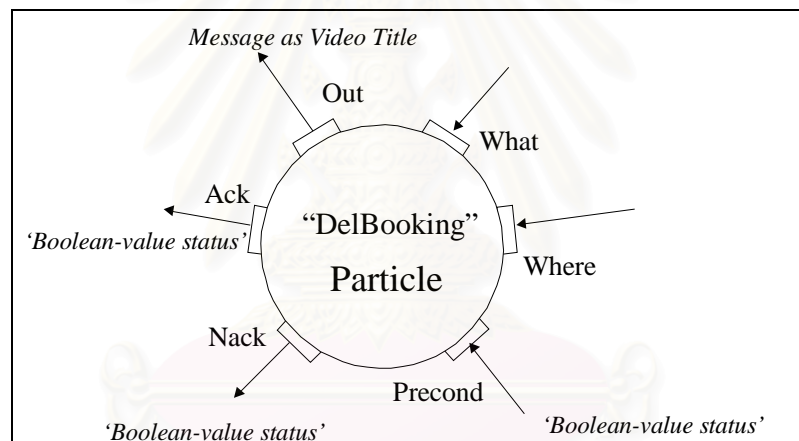 Message as Video Title
Out
What
Ack
‘Boolean-value status’
“DelBooking”
Particle
Where
Nack
Precond
‘Boolean-value status’
‘Boolean-value status’